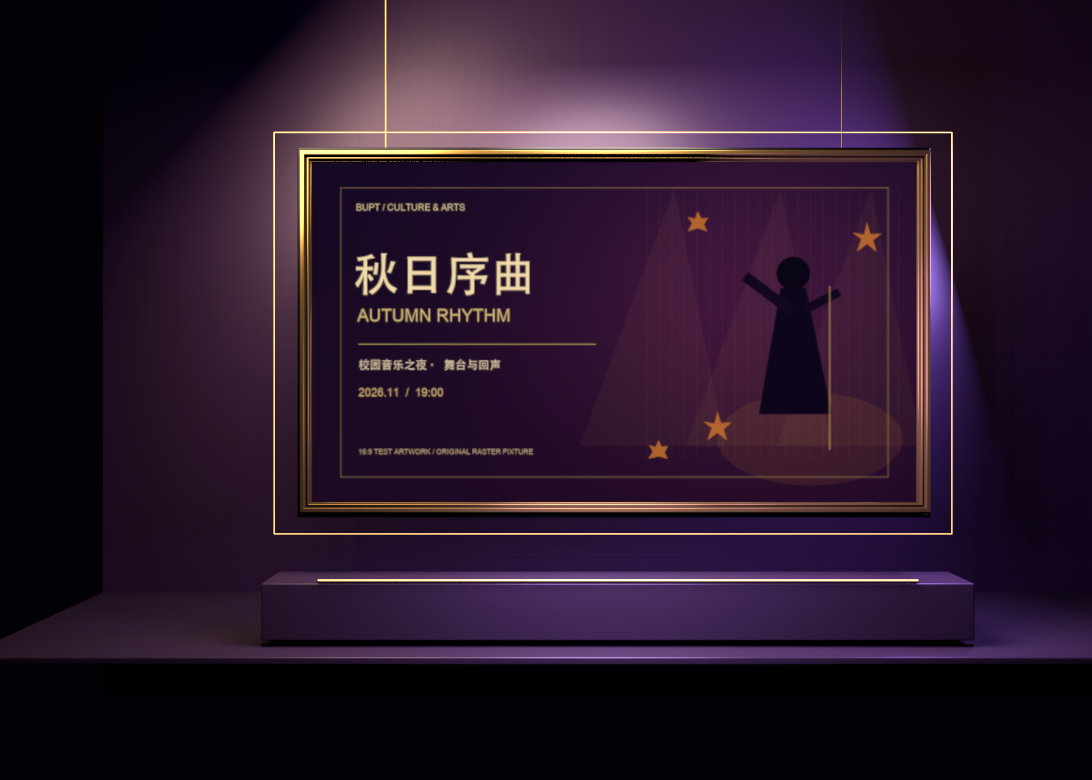 BUPT / CULTURE & ARTS
秋日序曲
AUTUMN RHYTHM
校园音乐之夜 · 舞台与回声
2026.11 / 19:00
16:9 TEST ARTWORK / ORIGINAL RASTER FIXTURE